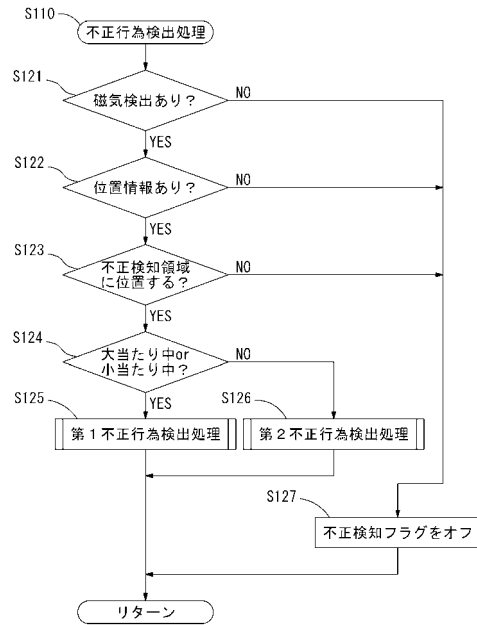 S110
不正行為検出処理
S121
磁気検出あり？
NO
YES
S122
位置情報あり？
NO
YES
S123
不正検知領域
に位置する？
NO
YES
S124
大当たり中or
小当たり中？
NO
YES
S125
第１不正行為検出処理
S126
第２不正行為検出処理
S127
不正検知フラグをオフ
リターン